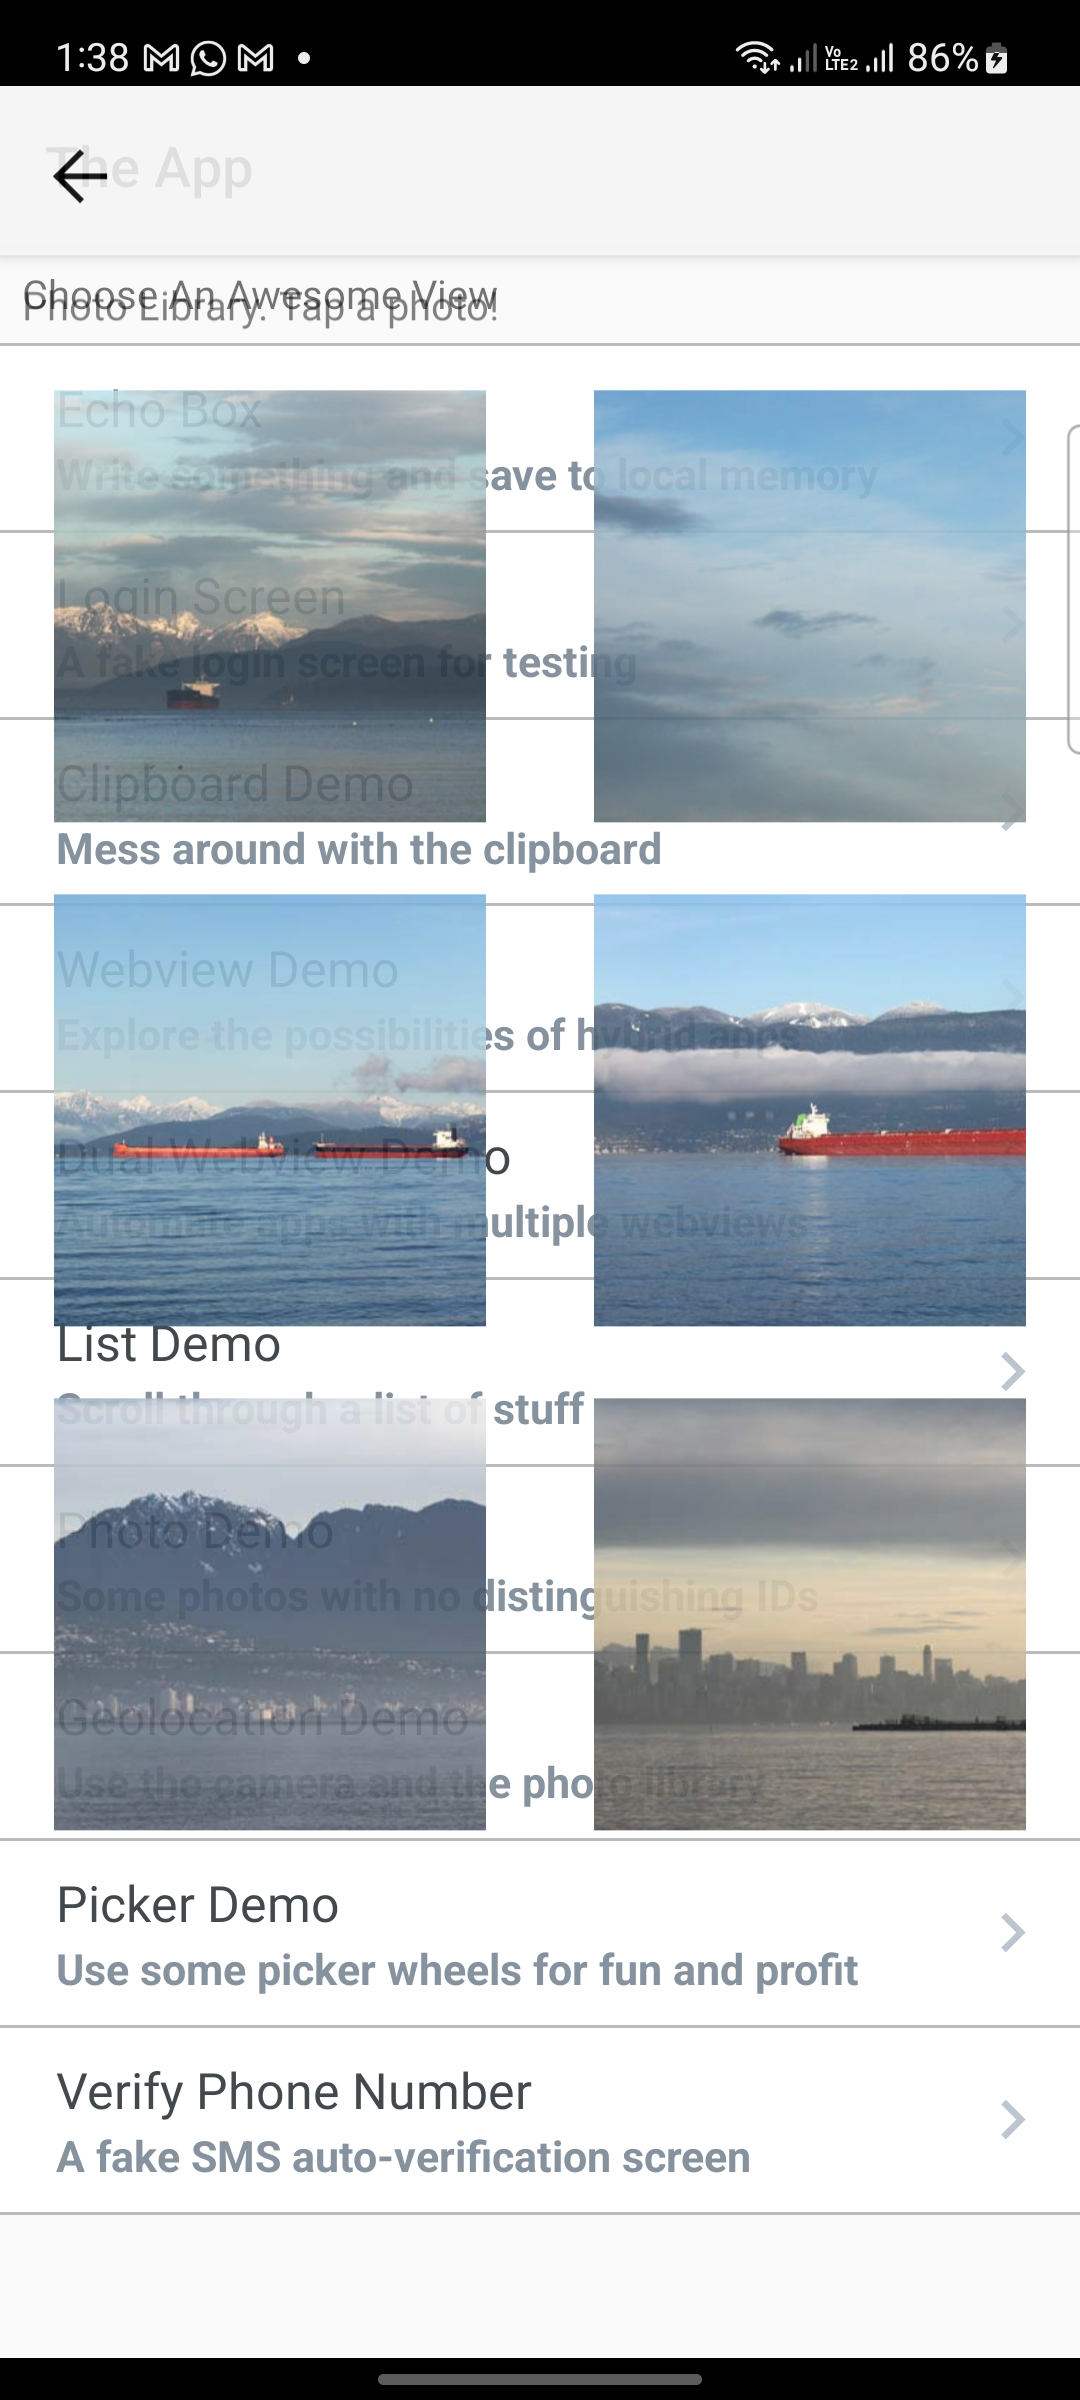 1:38
Vo
LTE2
86%
The App
Choose An Awesome View
Photo Library. Tap a photo!
Echo Box
Write something and save to local memory
Login Screen
A fake login screen for testing
Clipboard Demo
Mess around with the clipboard
Webview Demo
Explore the possibilities of hybrid apps
Dual Webview Demo
Automate apps with multiple webviews
List Demo
Scroll through a list of stuff
Photo Demo
Some photos with no distinguishing IDs
Geolocation Demo
Use the camera and the photo library
Picker Demo
Use some picker wheels for fun and profit
Verify Phone Number
A fake SMS auto-verification screen